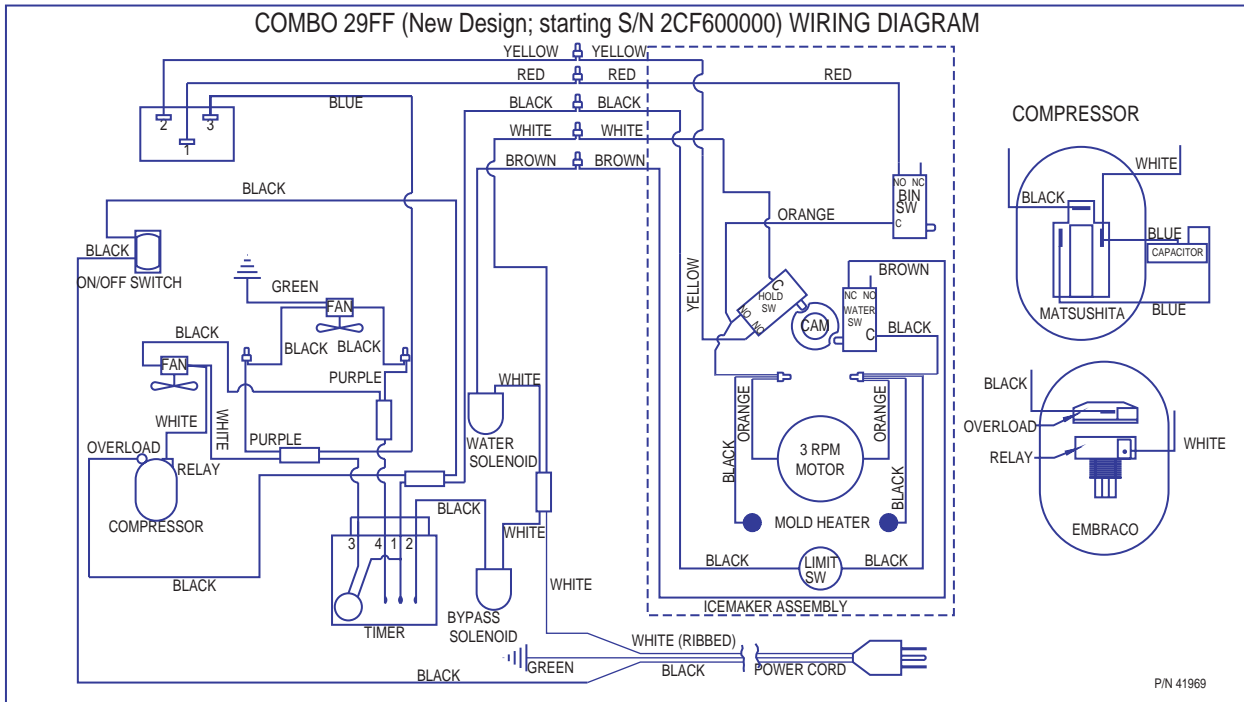 COMBO 29FF (New Design; starting S/N 2CF600000) WIRING DIAGRAM
YELLOW YELLOW
RED RED RED
BLUE
BLACK BLACK
WHITE WHITE
BROWN BROWN
2 1 3
BLACK
BLACK
ON/OFF SWITCH
GREEN
FAN
BLACK
BLACK
BLACK
FAN
PURPLE
WHITE
WHITE
PURPLE
OVERLOAD
RELAY
COMPRESSOR
BLACK
3 4 1 2
TIMER
BLACK
WATER
SOLENOID
WHITE
WHITE
BYPASS
SOLENOID
WHITE
NO NC
BIN
SW
C
ORANGE
YELLOW
C
HOLD
SW
NO
NC
CAM
BROWN
NC NO
WATER
SW
C
BLACK
ORANGE
ORANGE
3 RPM
MOTOR
BLACK
BLACK
MOLD HEATER
BLACK
LIMIT
SW
BLACK
ICEMAKER ASSEMBLY
WHITE (RIBBED)
GREEN
BLACK
POWER CORD
BLACK
COMPRESSOR
WHITE
BLACK
BLUE
CAPACITOR
BLUE
MATSUSHITA
BLACK
OVERLOAD
RELAY
WHITE
EMBRACO
P/N 41969